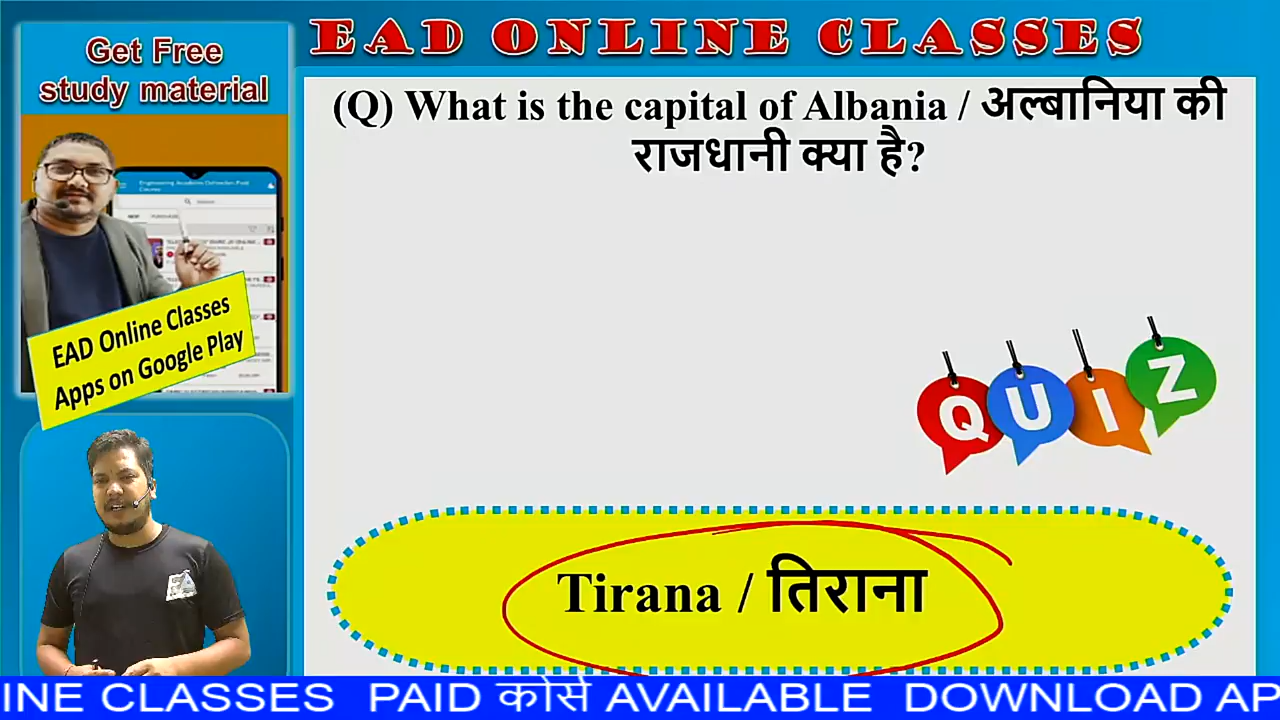 EAD ONLINE CLASSES
Get Free
study material
(Q) What is the capital of Albania / अल्बानिया की
राजधानी क्या है?
EAD Online Classes
Apps on Google Play
QUIZ
Tirana / तिराना
INE CLASSES PAID कोर्स AVAILABLE DOWNLOAD AP